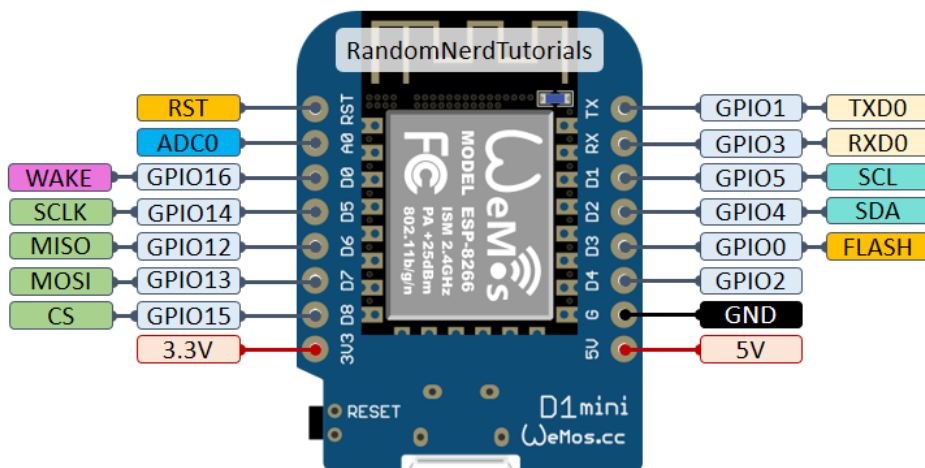 RandomNerdTutorials
RST
ADC0
WAKE GPIO16
SCLK GPIO14
MISO GPIO12
MOSI GPIO13
CS GPIO15
3.3V
RST
A0
D0
D5
D6
D7
D8
3V3
WeMos
MODEL ESP-8266
ISM 2.4GHz
PA +25dBm
802.11b/g/n
FC
TX
RX
D1
D2
D3
D4
G
5V
GPIO1 TXD0
GPIO3 RXD0
GPIO5 SCL
GPIO4 SDA
GPIO0 FLASH
GPIO2
GND
5V
RESET
D1 mini
WeMos.cc